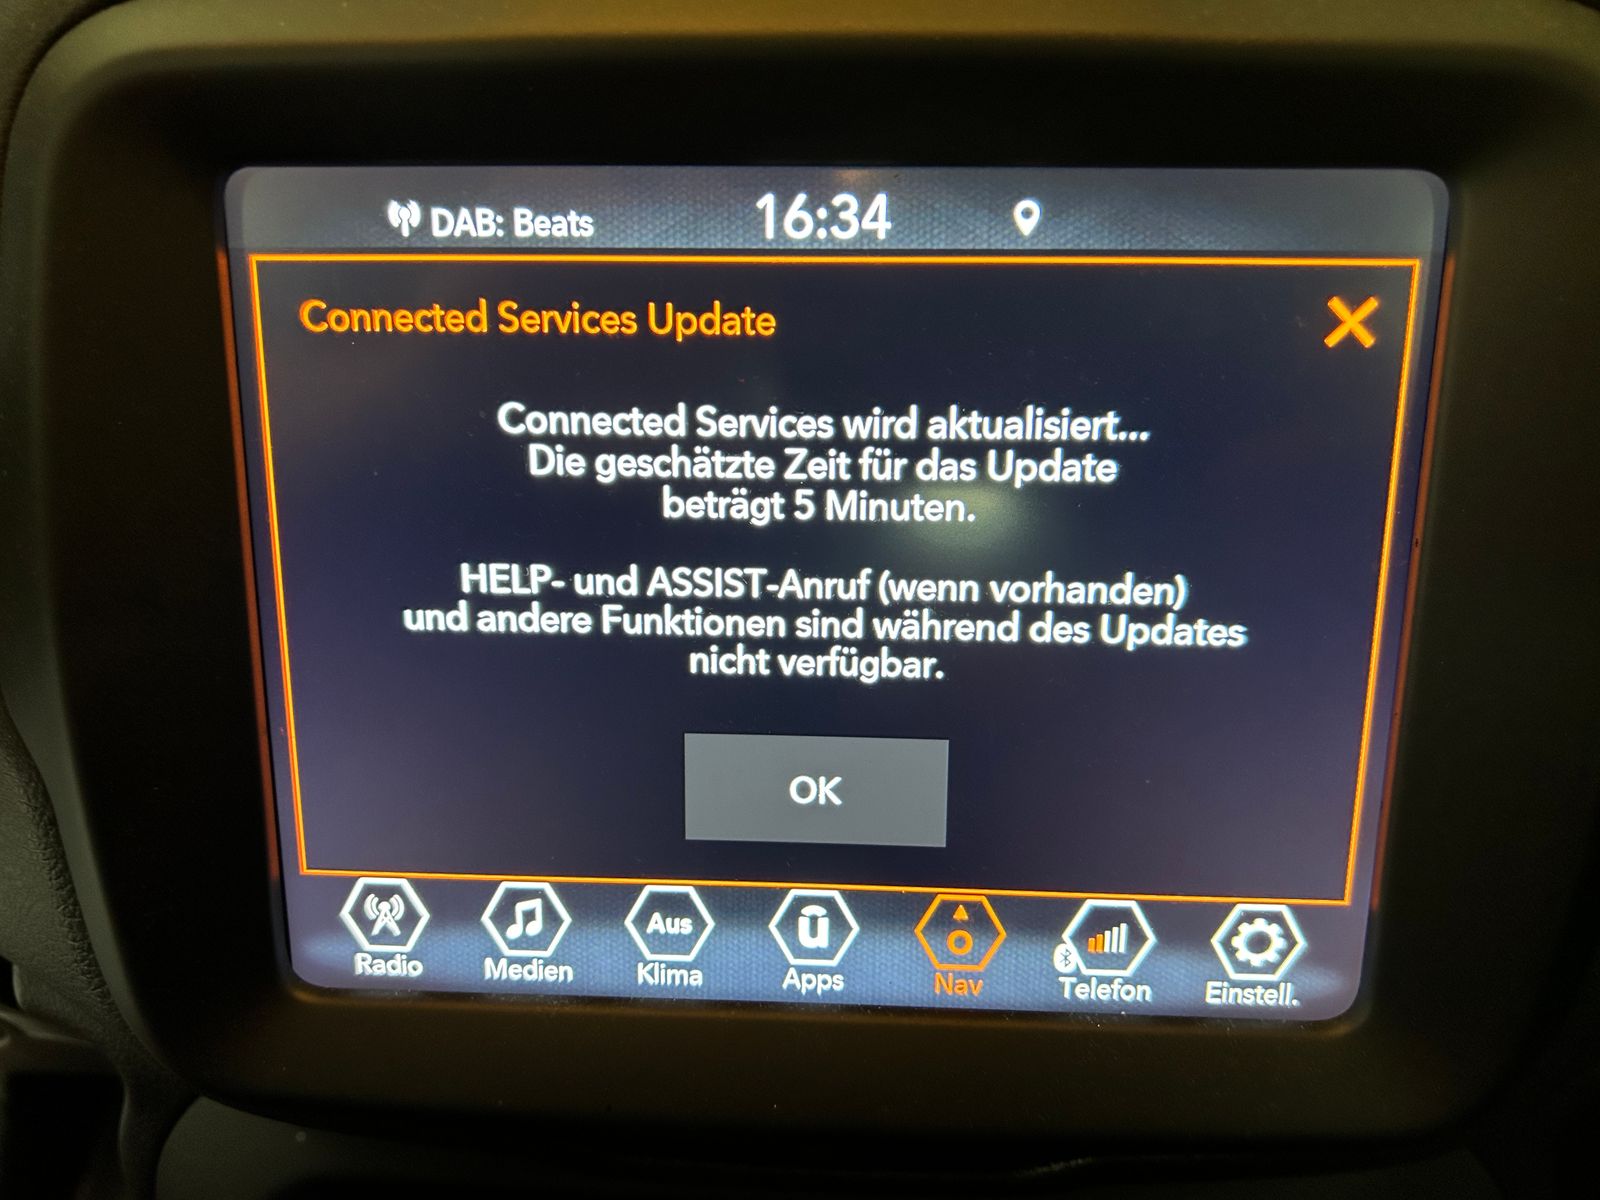 DAB: Beats
16:34
Connected Services Update
Connected Services wird aktualisiert...
Die geschätzte Zeit für das Update
beträgt 5 Minuten.
HELP- und ASSIST-Anruf (wenn vorhanden)
und andere Funktionen sind während des Updates
nicht verfügbar.
OK
Aus
Radio
Medien
Klima
Apps
Nav
Telefon
Einstell.